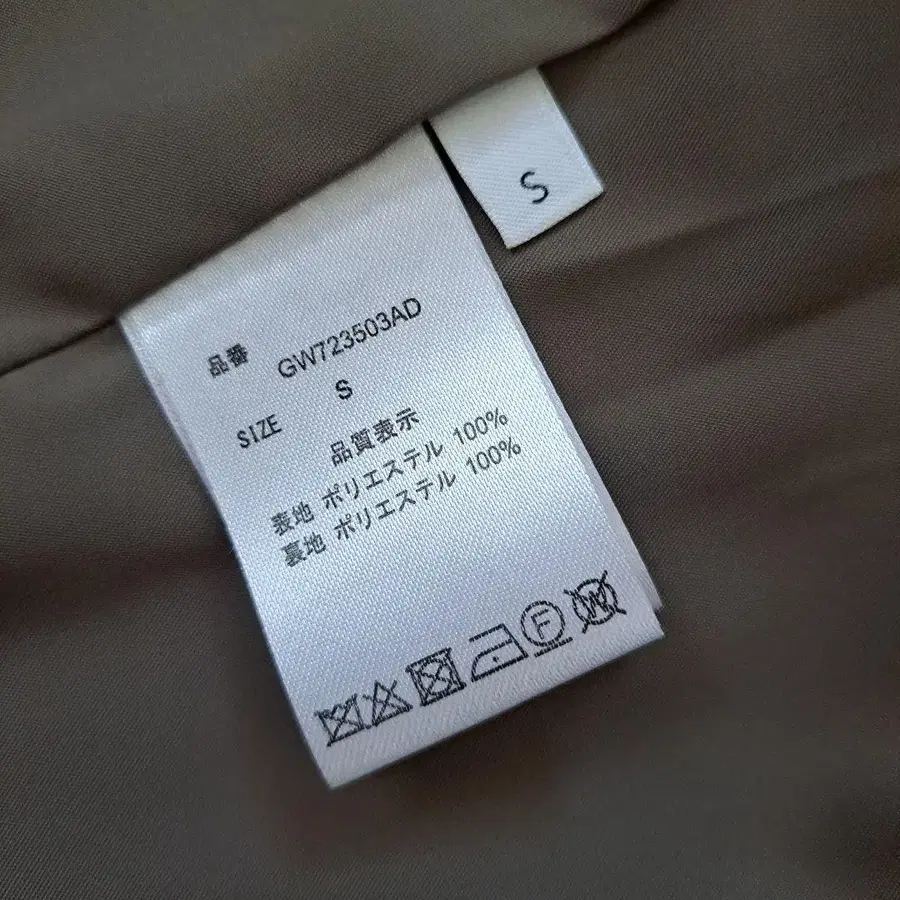 S
品番 GW723503AD
SIZE S
品質表示
表地 ポリエステル 100%
裏地 ポリエステル 100%
F W